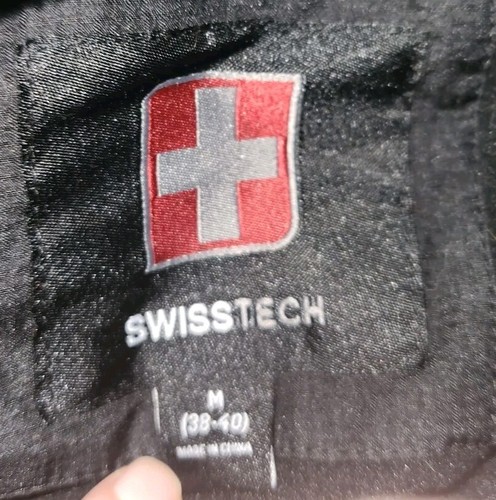 SWISSTECH
M
(38-40)
MADE IN CHINA